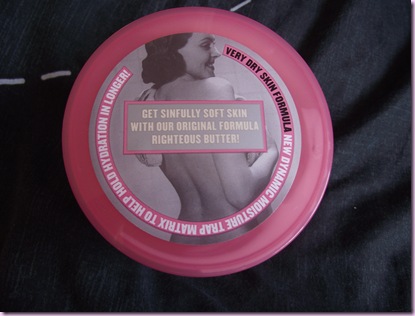 GET SINFULLY SOFT SKIN
WITH OUR ORIGINAL FORMULA
RIGHTEOUS BUTTER!
VERY DRY SKIN FORMULA NEW DYNAMIC MOISTURE TRAP MATRIX TO HELP HOLD HYDRATION IN LONGER!